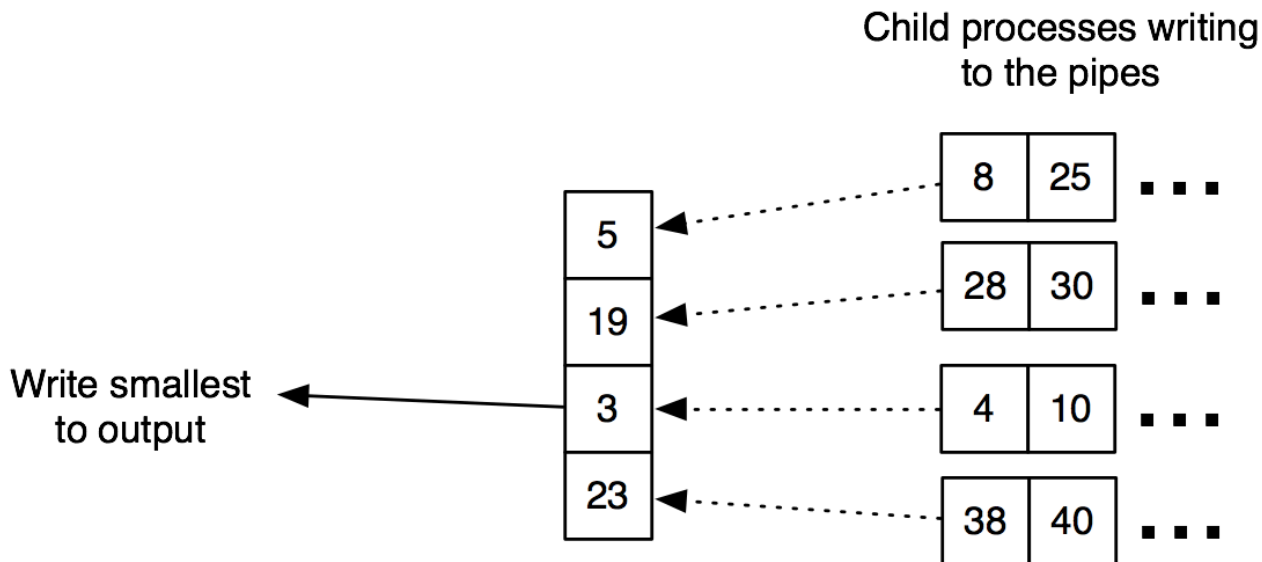 Child processes writing
to the pipes
8 25 ...
5
28 30 ...
19
Write smallest
to output
3
4 10 ...
23
38 40 ...